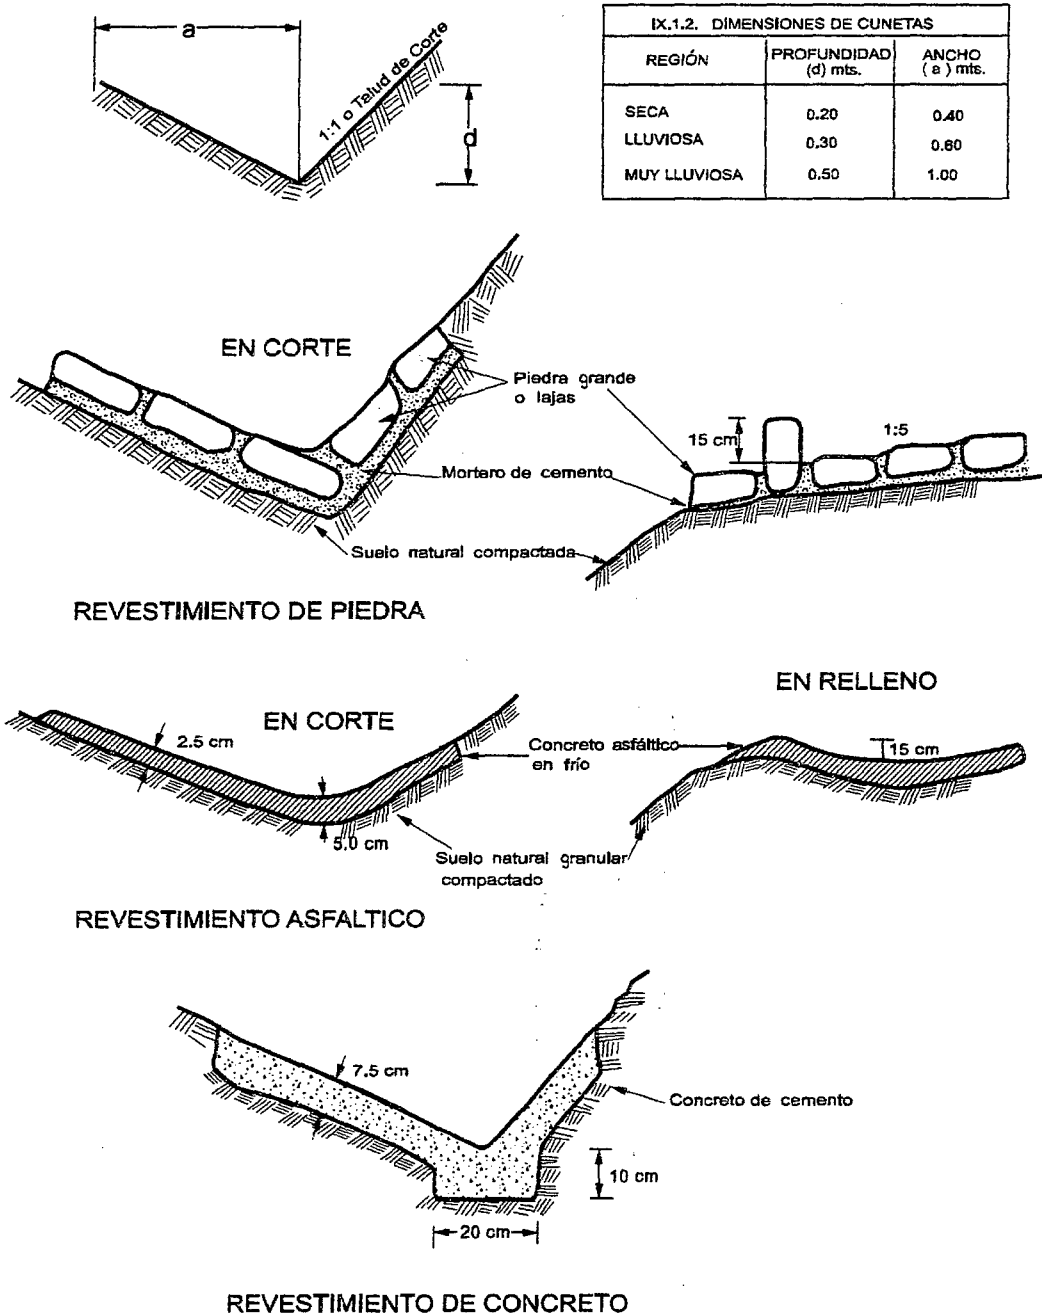 a
1:1 o Talud de Corte
d
IX.1.2. DIMENSIONES DE CUNETAS
REGIÓN PROFUNDIDAD (d) mts. ANCHO ( a ) mts.
SECA 0.20 0.40
LLUVIOSA 0.30 0.60
MUY LLUVIOSA 0.50 1.00
EN CORTE
Piedra grande
o lajas
15 cm
1:5
Mortero de cemento
Suelo natural compactada
REVESTIMIENTO DE PIEDRA
EN RELLENO
EN CORTE
2.5 cm
Concreto asfáltico
en frío
15 cm
5.0 cm
Suelo natural granular
compactado
REVESTIMIENTO ASFALTICO
7.5 cm
Concreto de cemento
10 cm
20 cm
REVESTIMIENTO DE CONCRETO